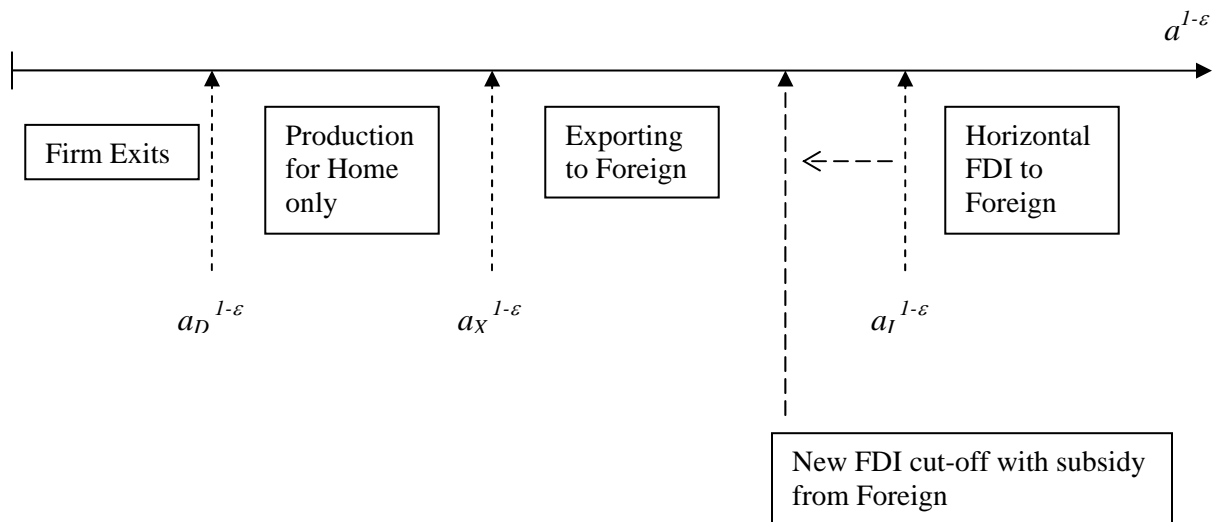 a^{1-ε}
Firm Exits
Production
for Home
only
Exporting
to Foreign
Horizontal
FDI to
Foreign
a_D^{1-ε}
a_X^{1-ε}
a_I^{1-ε}
New FDI cut-off with subsidy
from Foreign